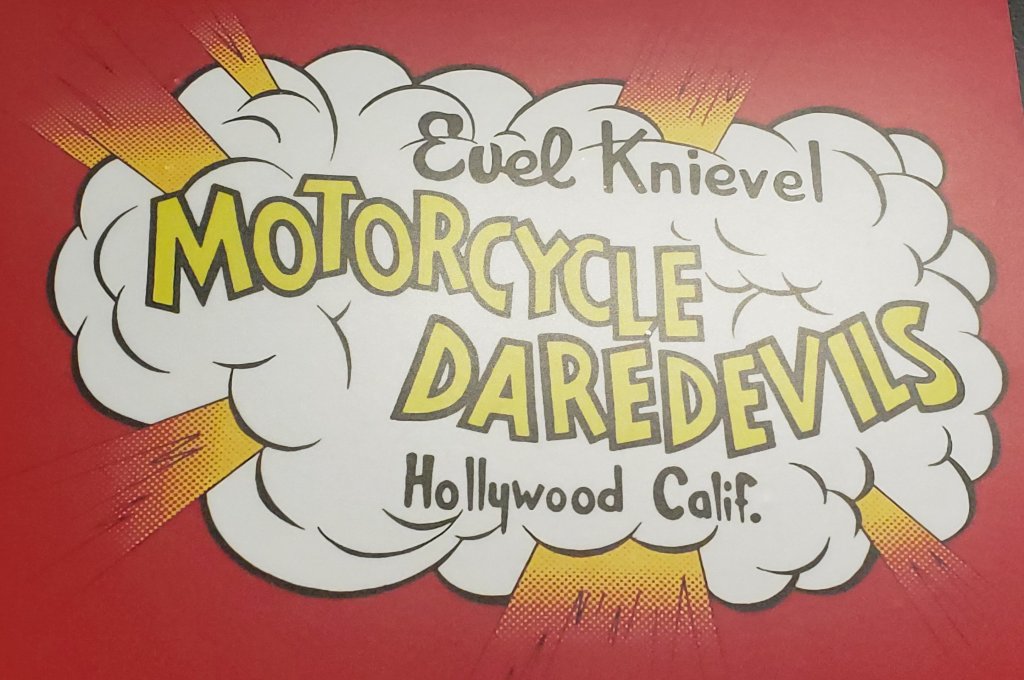 Evel Knievel
MOTORCYCLE
DAREDEVILS
Hollywood Calif.